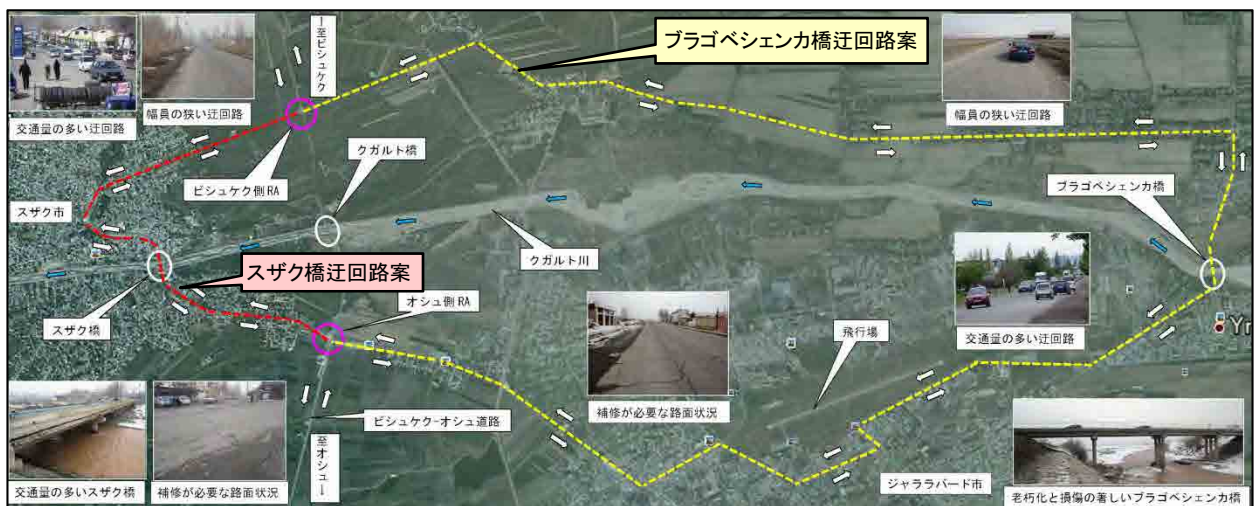 ↑至ビシュケク
ブラゴベシェンカ橋迂回路案
交通量の多い迂回路
幅員の狭い迂回路
幅員の狭い迂回路
クガルト橋
ビシュケク側RA
ブラゴベシェンカ橋
スザク市
クガルト川
スザク橋迂回路案
オシュ側RA
スザク橋
飛行場
交通量の多い迂回路
補修が必要な路面状況
ビシュケク-オシュ道路
至オシュ↓
ジャララバード市
交通量の多いスザク橋
補修が必要な路面状況
老朽化と損傷の著しいブラゴベシェンカ橋